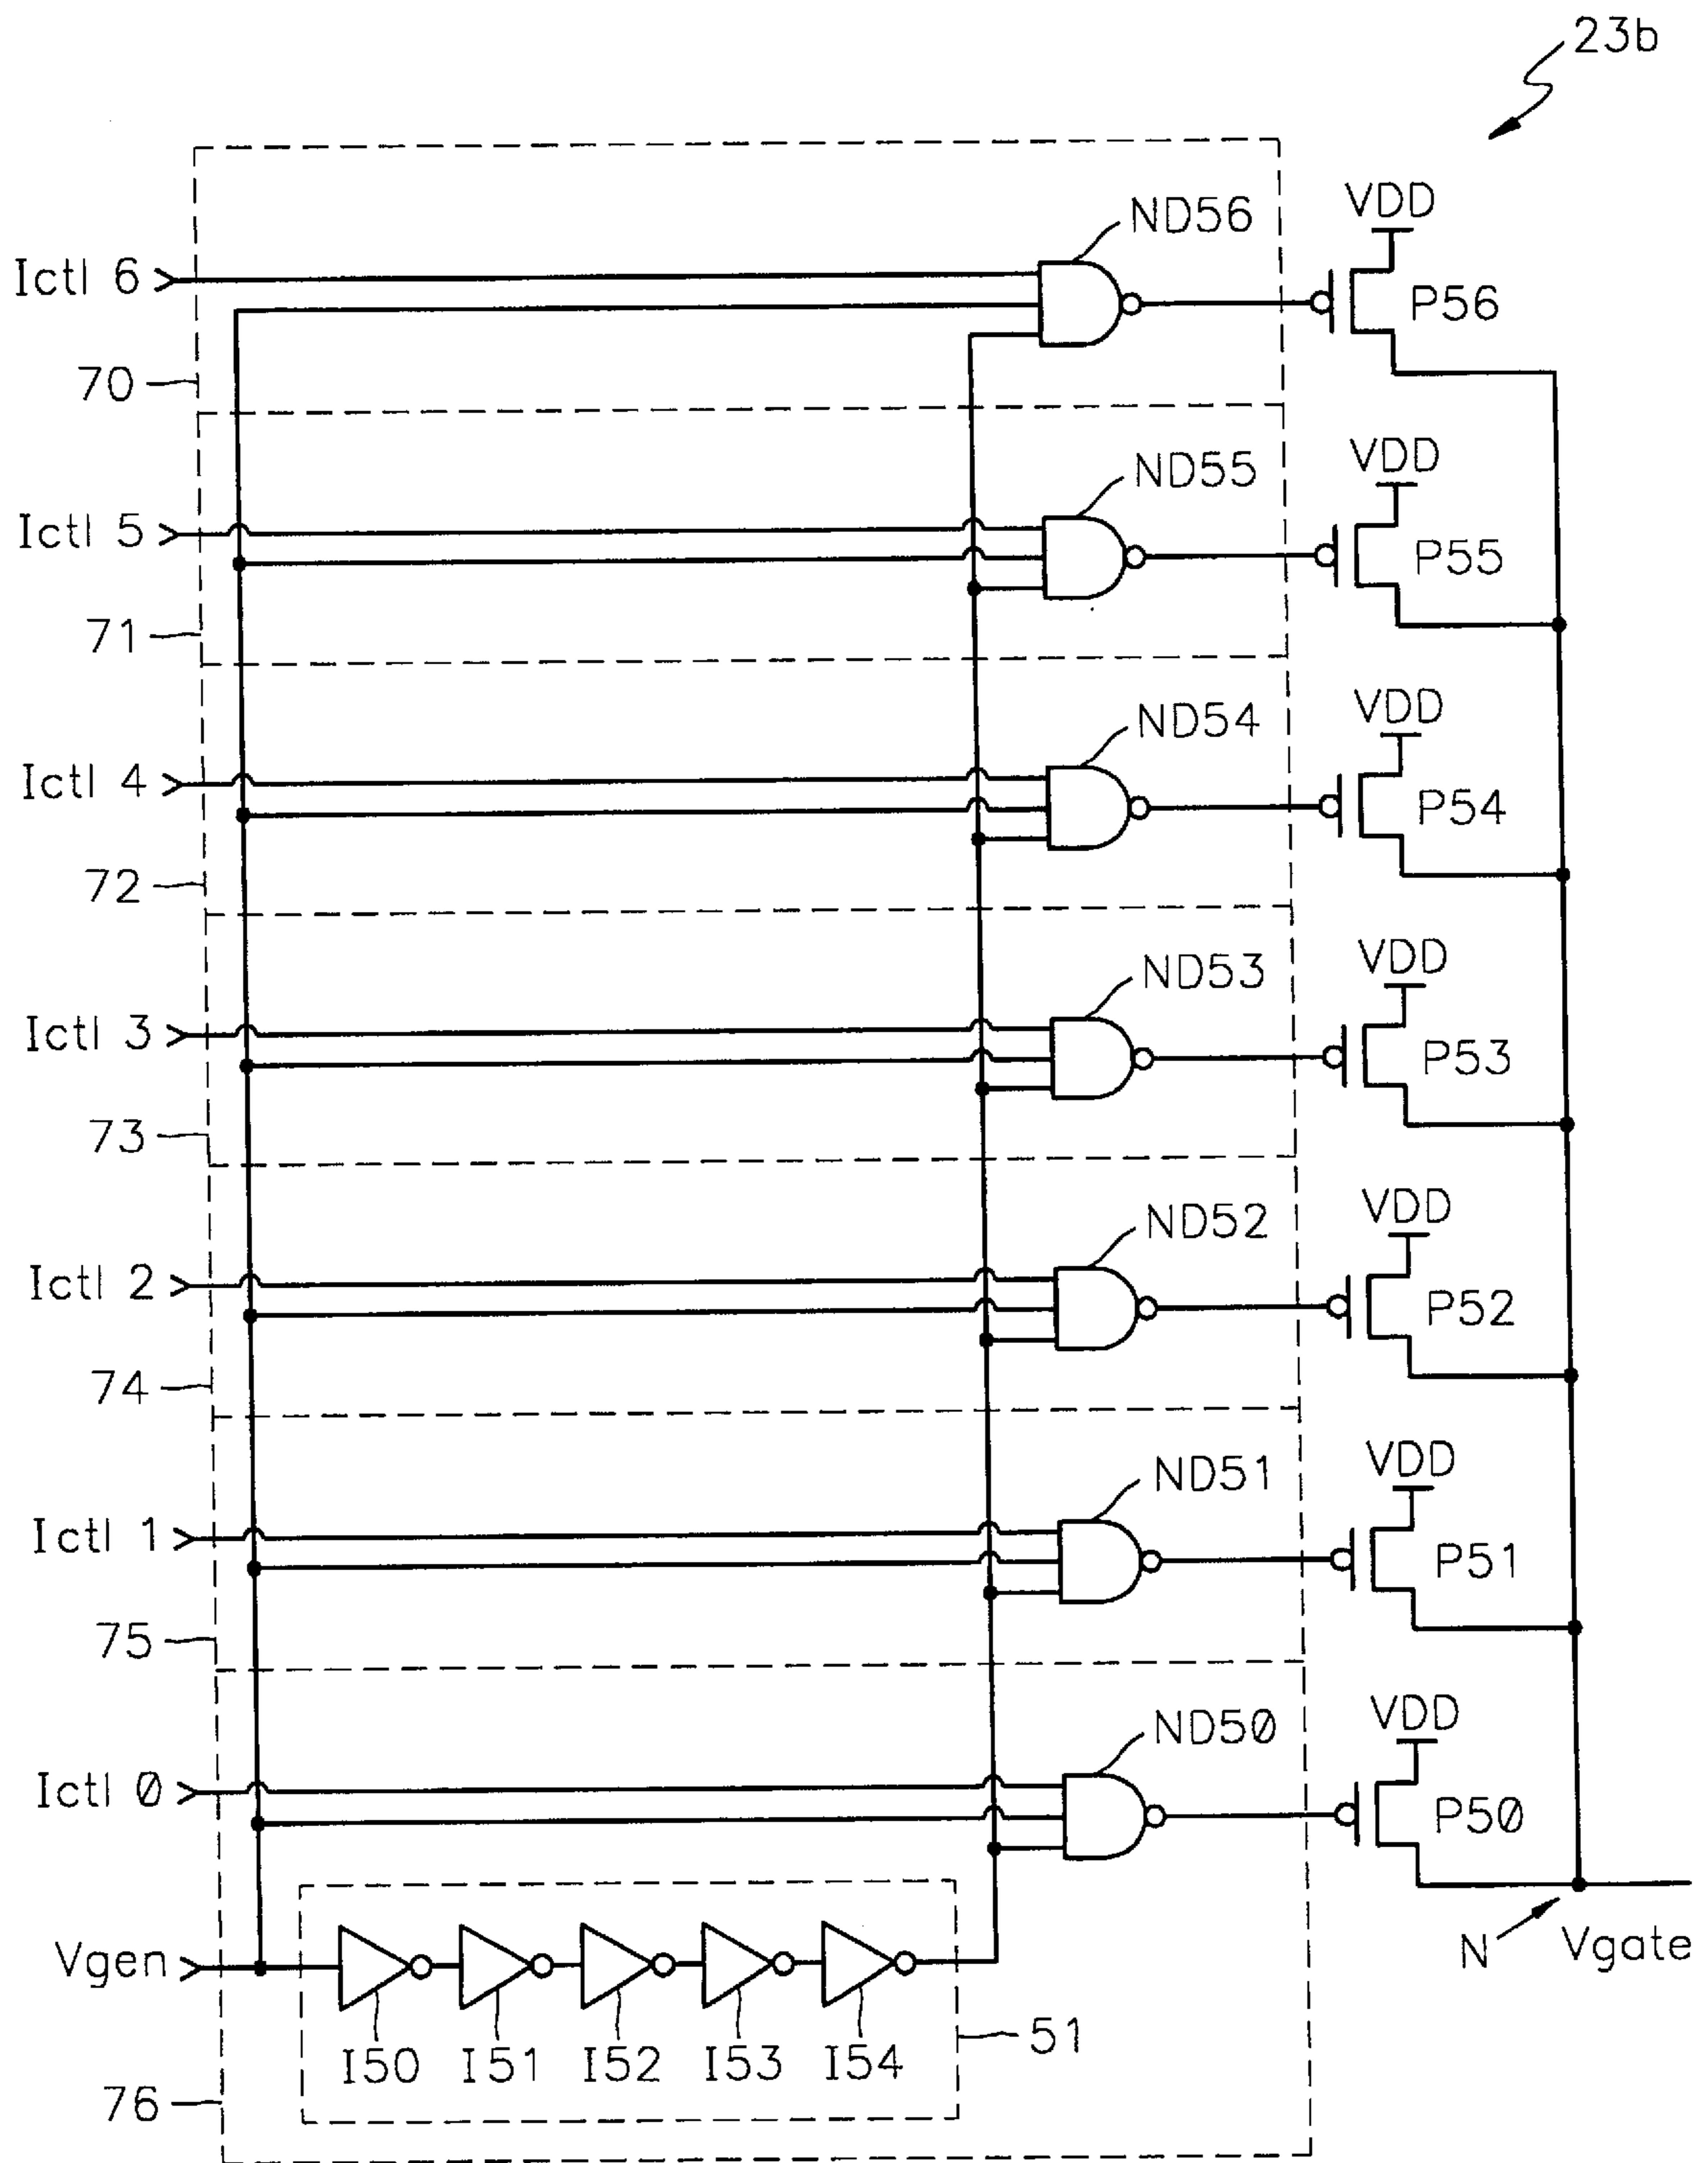 23b
VDD
ND56
Ictl 6
P56
70
VDD
ND55
Ictl 5
P55
71
VDD
ND54
Ictl 4
P54
72
VDD
ND53
Ictl 3
P53
73
VDD
ND52
Ictl 2
P52
74
VDD
ND51
Ictl 1
P51
75
VDD
ND50
Ictl 0
P50
Vgen
N
Vgate
51
I50 I51 I52 I53 I54
76